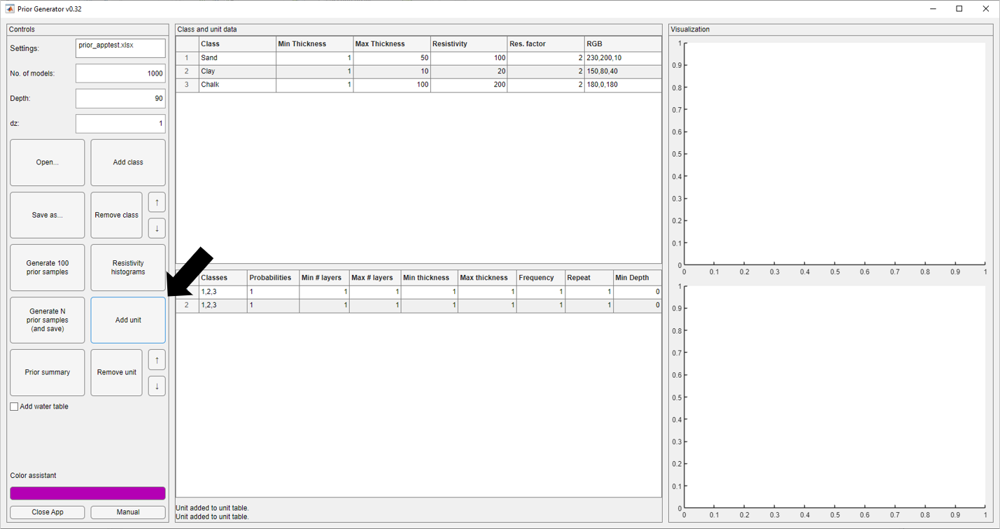 Prior Generator v0.32
Controls
Settings: prior_apptest.xlsx
No. of models: 1000
Depth: 90
dz: 1
Open... Add class
Save as... Remove class ↑
↓
Generate 100
prior samples
Resistivity
histograms
Generate N
prior samples
(and save)
Add unit
Prior summary Remove unit ↑
↓
Add water table
Color assistant
Close App Manual
Class and unit data
Class Min Thickness Max Thickness Resistivity Res. factor RGB
1 Sand 1 50 100 2 230,200,10
2 Clay 1 10 20 2 150,80,40
3 Chalk 1 100 200 2 180,0,180
Classes Probabilities Min # layers Max # layers Min thickness Max thickness Frequency Repeat Min Depth
1,2,3 1 1 1 1 1 1 1 0
2 1,2,3 1 1 1 1 1 1 1 0
Unit added to unit table.
Unit added to unit table.
Visualization
1
0.9
0.8
0.7
0.6
0.5
0.4
0.3
0.2
0.1
0
0 0.1 0.2 0.3 0.4 0.5 0.6 0.7 0.8 0.9 1
1
0.9
0.8
0.7
0.6
0.5
0.4
0.3
0.2
0.1
0
0 0.1 0.2 0.3 0.4 0.5 0.6 0.7 0.8 0.9 1